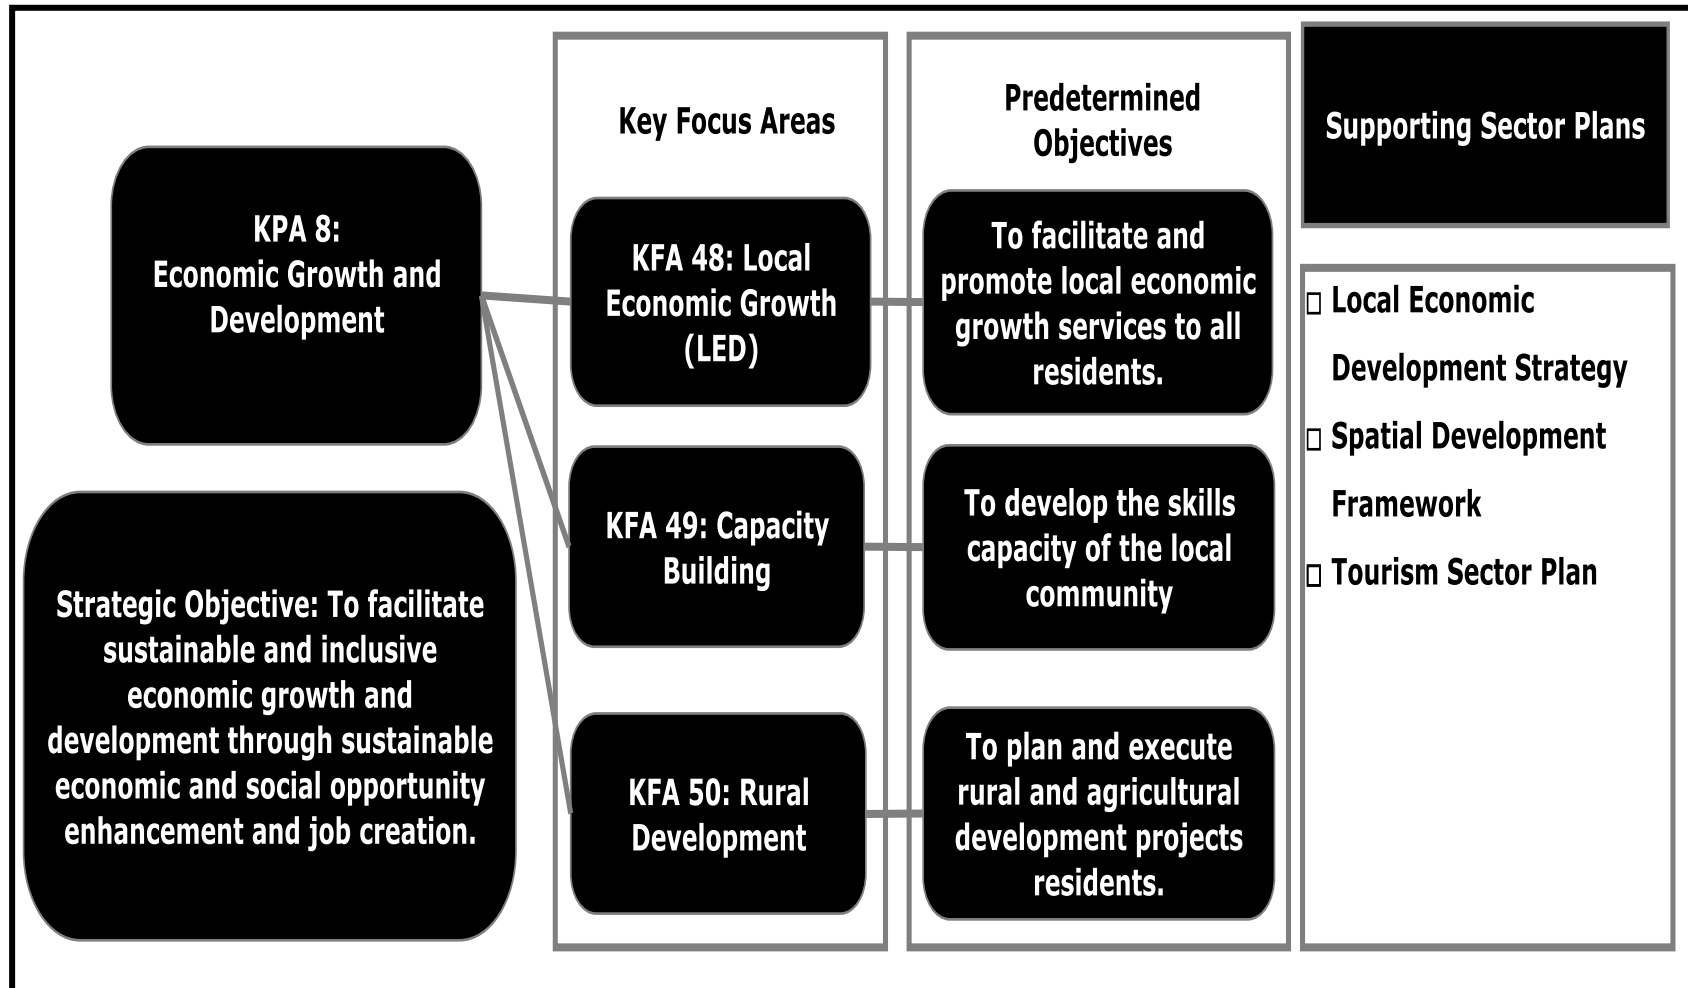 KPA 8:
Economic Growth and
Development
Strategic Objective: To facilitate
sustainable and inclusive
economic growth and
development through sustainable
economic and social opportunity
enhancement and job creation.
Key Focus Areas
KFA 48: Local
Economic Growth
(LED)
KFA 49: Capacity
Building
KFA 50: Rural
Development
Predetermined
Objectives
To facilitate and
promote local economic
growth services to all
residents.
To develop the skills
capacity of the local
community
To plan and execute
rural and agricultural
development projects
residents.
Supporting Sector Plans
▯ Local Economic
Development Strategy
▯ Spatial Development
Framework
▯ Tourism Sector Plan